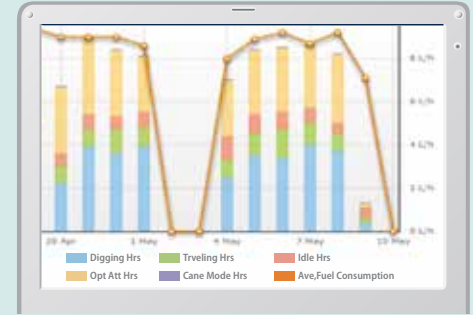 8 L/h
6 L/h
4 L/h
2 L/h
0 L/h
28 Apr 1 May 4 May 7 May 10 May
Digging Hrs Trveling Hrs Idle Hrs
Opt Att Hrs Cane Mode Hrs Ave,Fuel Consumption